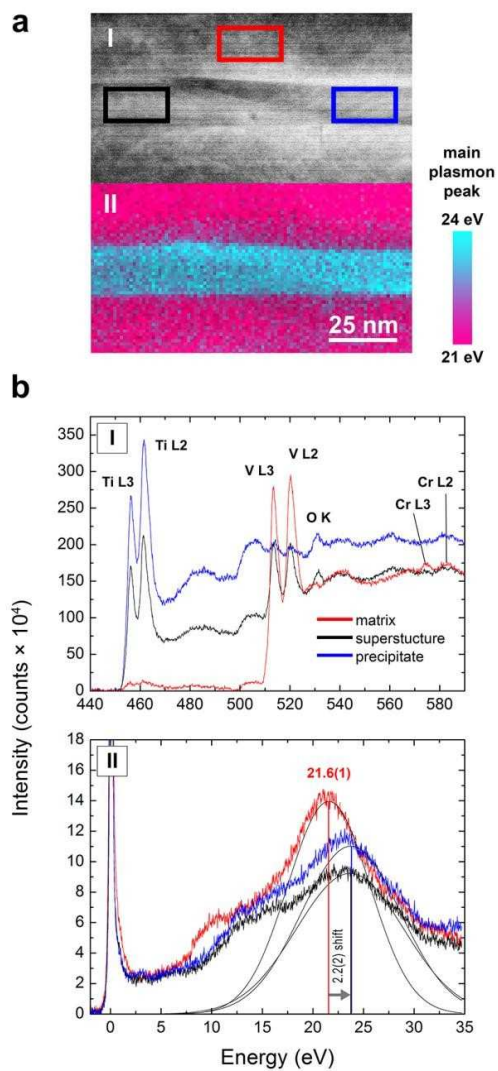 a
I
II
25 nm
main
plasmon
peak
24 eV
21 eV
b
I
350
300
250
200
150
100
50
0
Ti L3
Ti L2
V L3
V L2
O K
Cr L3
Cr L2
matrix
superstucture
precipitate
440 460 480 500 520 540 560 580
Intensity (counts × 10⁴)
II
18
16
14
12
10
8
6
4
2
0
21.6(1)
2.2(2) shift
0 5 10 15 20 25 30 35
Energy (eV)